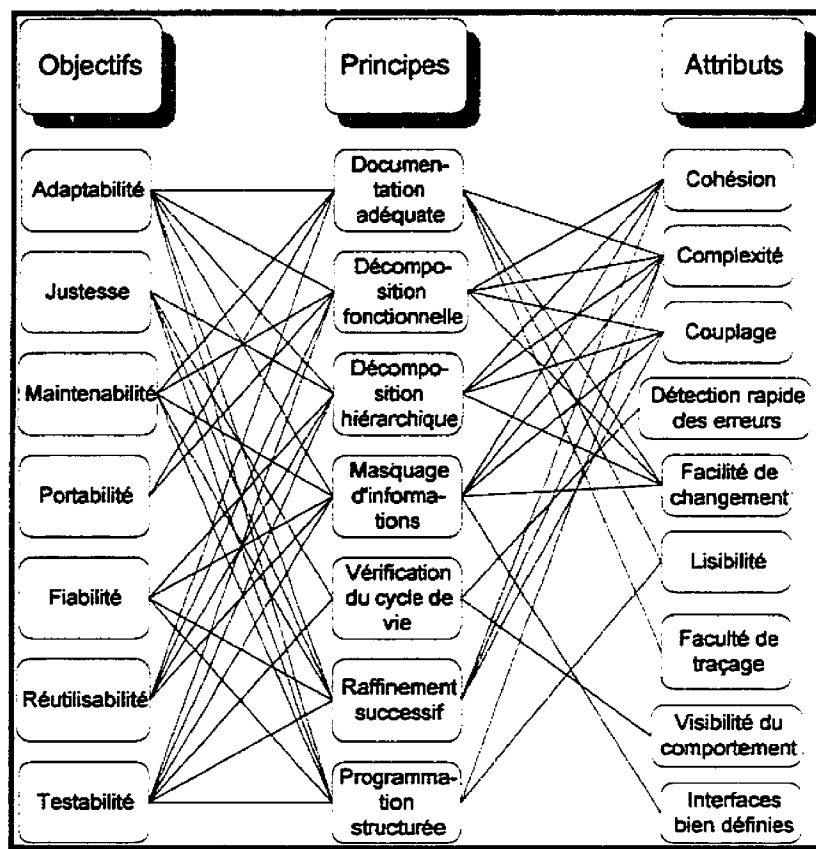 Objectifs
Principes
Attributs
Adaptabilité
Justesse
Maintenabilité
Portabilité
Fiabilité
Réutilisabilité
Testabilité
Documen-
tation
adéquate
Décompo-
sition
fonctionnelle
Décompo-
sition
hiérarchique
Masquage
d'informa-
tions
Vérification
du cycle de
vie
Raffinement
successif
Programma-
tion
structurée
Cohésion
Complexité
Couplage
Détection rapide
des erreurs
Facilité de
changement
Lisibilité
Faculté de
traçage
Visibilité du
comportement
Interfaces
bien définies